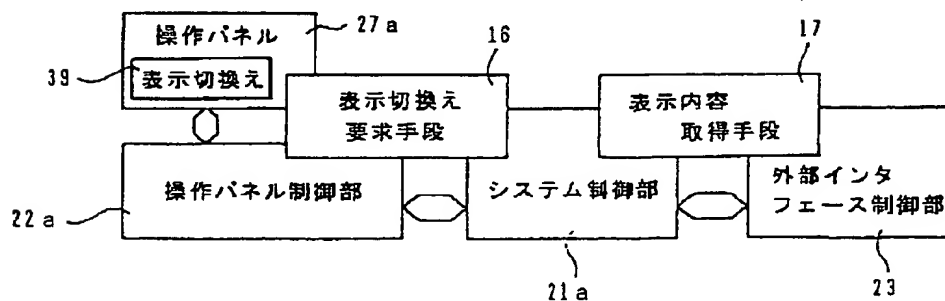 操作パネル
27a
39
表示切換え
16
表示切換え
要求手段
17
表示内容
取得手段
操作パネル制御部
22a
システム制御部
21a
外部インタ
フェース制御部
23